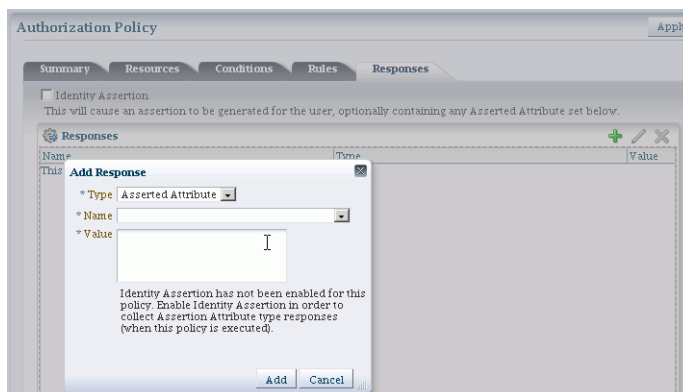 Authorization Policy
Apply
Summary
Resources
Conditions
Rules
Responses
Identity Assertion
This will cause an assertion to be generated for the user, optionally containing any Asserted Attribute set below.
Responses
Name
Type
Value
This
Add Response
* Type Asserted Attribute
* Name
* Value
Identity Assertion has not been enabled for this
policy. Enable Identity Assertion in order to
collect Assertion Attribute type responses
(when this policy is executed).
Add
Cancel